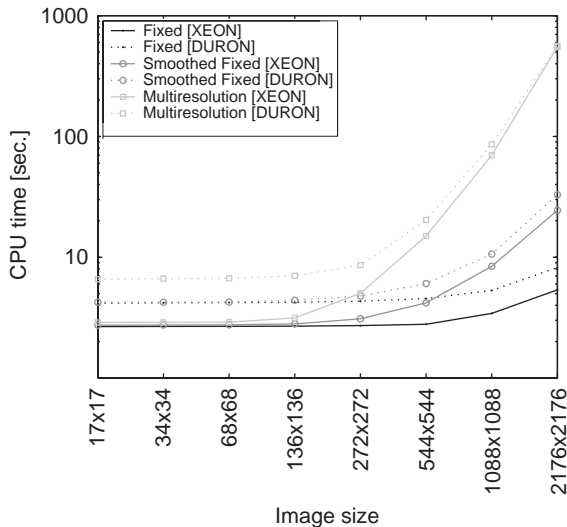 1000
100
10
CPU time [sec.]
Fixed [XEON]
Fixed [DURON]
Smoothed Fixed [XEON]
Smoothed Fixed [DURON]
Multiresolution [XEON]
Multiresolution [DURON]
17x17
34x34
68x68
136x136
272x272
544x544
1088x1088
2176x2176
Image size